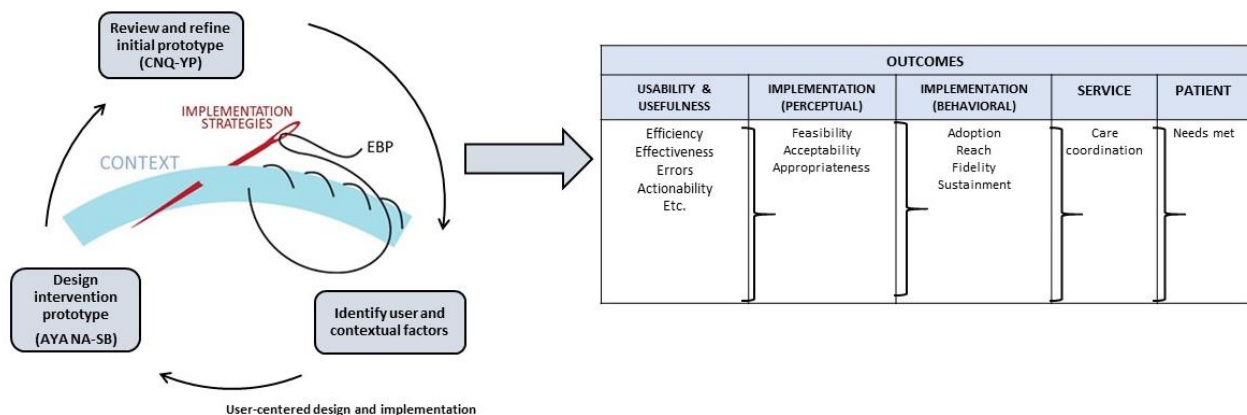 Review and refine
initial prototype
(CNQ-YP)
IMPLEMENTATION
STRATEGIES
EBP
CONTEXT
Design
intervention
prototype
(AYA NA-SB)
Identify user and
contextual factors
User-centered design and implementation
OUTCOMES
USABILITY &
USEFULNESS
IMPLEMENTATION
(PERCEPTUAL)
IMPLEMENTATION
(BEHAVIORAL)
SERVICE
PATIENT
Efficiency
Effectiveness
Errors
Actionability
Etc.
Feasibility
Acceptability
Appropriateness
Adoption
Reach
Fidelity
Sustainment
Care
coordination
Needs met